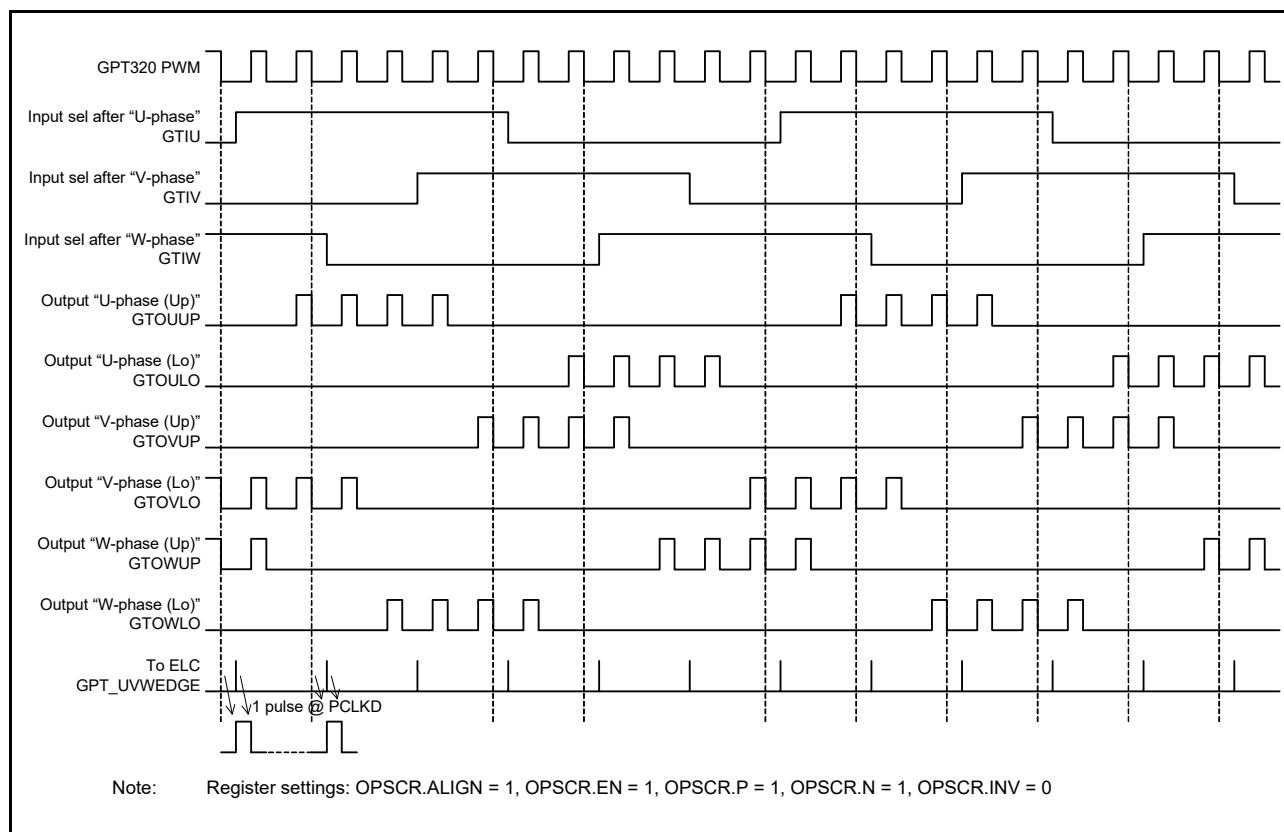 GPT320 PWM
Input sel after “U-phase”
GTIU
Input sel after “V-phase”
GTIV
Input sel after “W-phase”
GTIW
Output “U-phase (Up)”
GTOUUP
Output “U-phase (Lo)”
GTOULO
Output “V-phase (Up)”
GTOVUP
Output “V-phase (Lo)”
GTOVLO
Output “W-phase (Up)”
GTOWUP
Output “W-phase (Lo)”
GTOWLO
To ELC
GPT_UVWEDGE
1 pulse @ PCLKD
Note: Register settings: OPSCR.ALIGN = 1, OPSCR.EN = 1, OPSCR.P = 1, OPSCR.N = 1, OPSCR.INV = 0